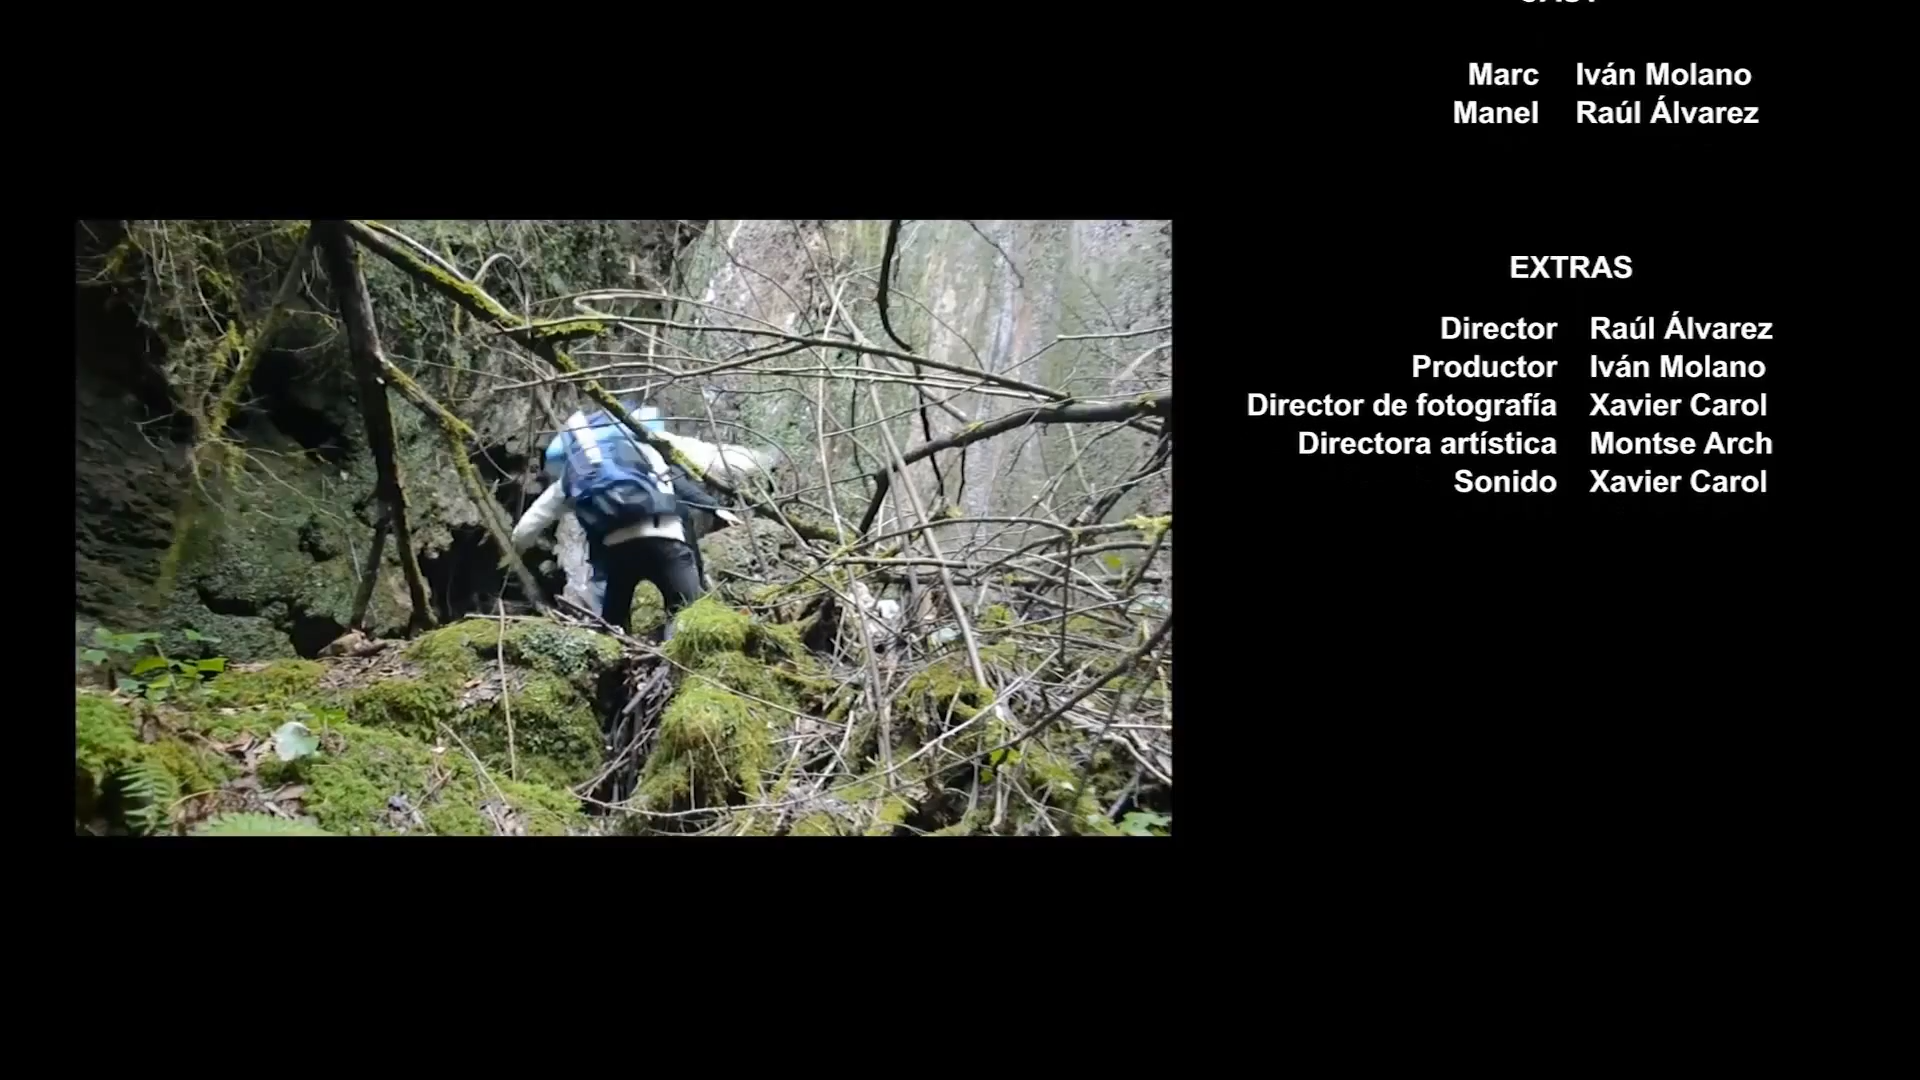 CAST
Marc Iván Molano
Manel Raúl Álvarez
EXTRAS
Director Raúl Álvarez
Productor Iván Molano
Director de fotografía Xavier Carol
Directora artística Montse Arch
Sonido Xavier Carol